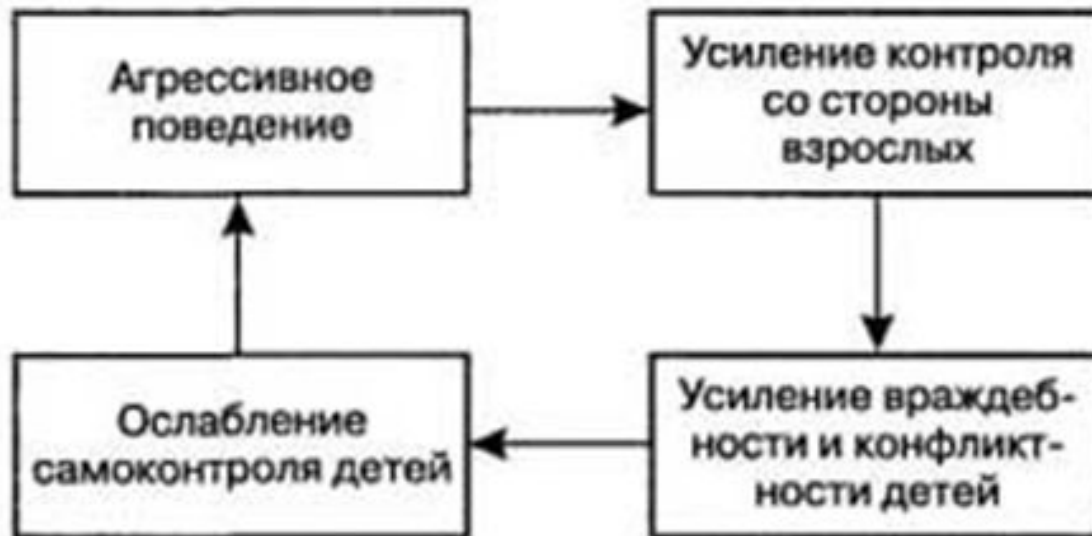 Агрессивное
поведение
Усиление контроля
со стороны
взрослых
Ослабление
самоконтроля детей
Усиление враждеб-
ности и конфликт-
ности детей